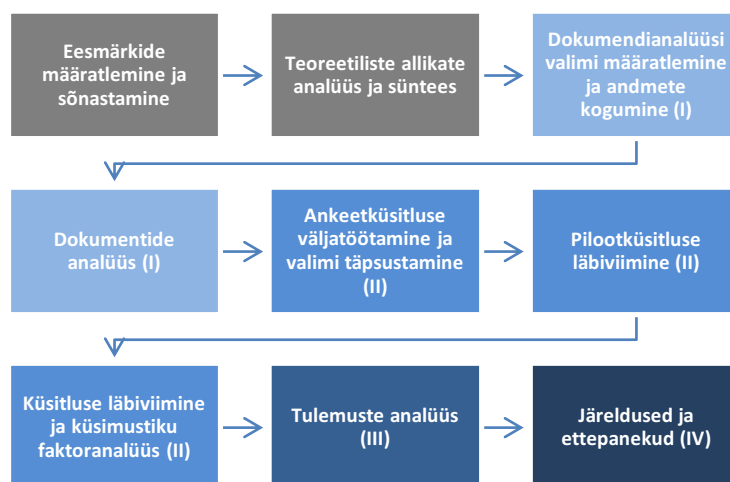 Eesmärkide
määratlemine ja
sõnastamine
Teoreetiliste allikate
analüüs ja süntees
Dokumendianalüüsi
valimi määratlemine
ja andmete
kogumine (I)
Dokumentide
analüüs (I)
Ankeetküsitluse
väljatöötamine ja
valimi täpsustamine
(II)
Pilootküsitluse
läbiviimine (II)
Küsitluse läbiviimine
ja küsimustiku
faktoranalüüs (II)
Tulemuste analüüs
(III)
Järeldused ja
ettepanekud (IV)